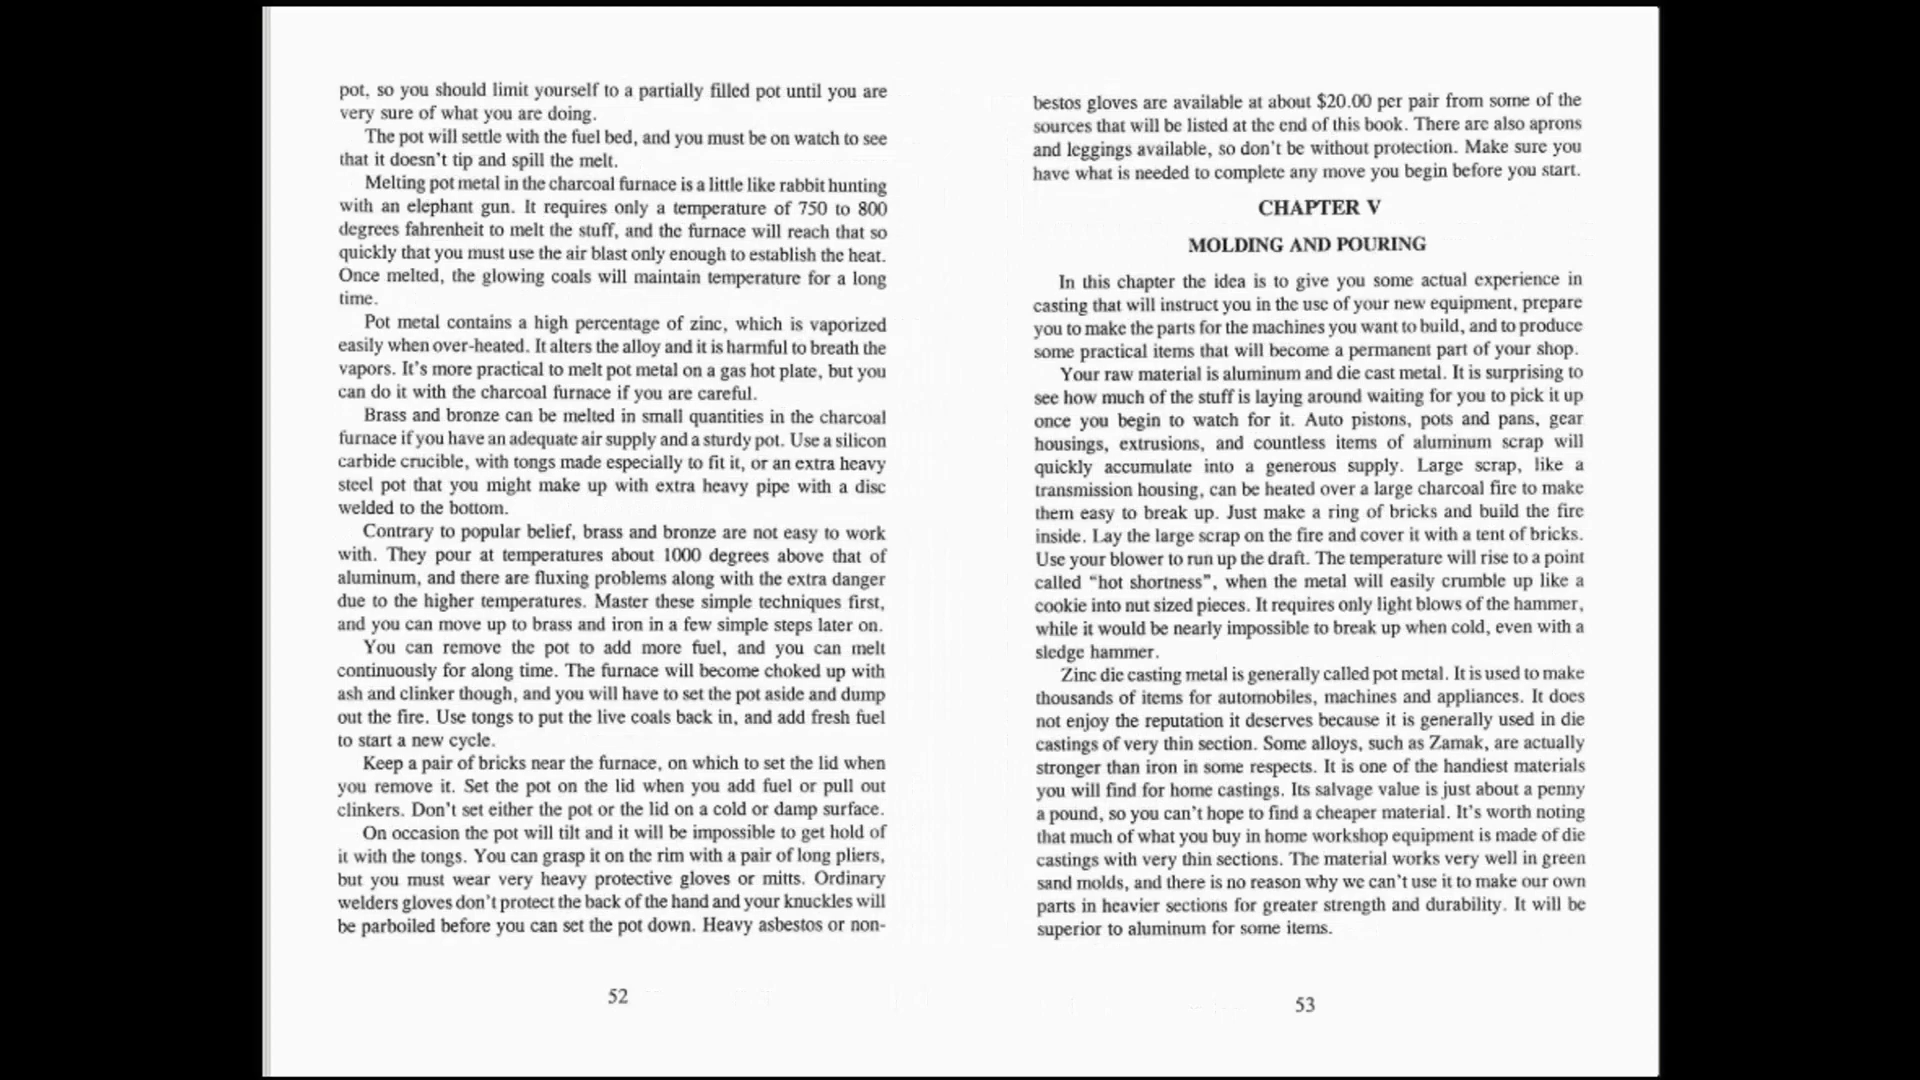 pot, so you should limit yourself to a partially filled pot until you are
very sure of what you are doing.
The pot will settle with the fuel bed, and you must be on watch to see
that it doesn't tip and spill the melt.
Melting pot metal in the charcoal furnace is a little like rabbit hunting
with an elephant gun. It requires only a temperature of 750 to 800
degrees fahrenheit to melt the stuff, and the furnace will reach that so
quickly that you must use the air blast only enough to establish the heat.
Once melted, the glowing coals will maintain temperature for a long
time.
Pot metal contains a high percentage of zinc, which is vaporized
easily when over-heated. It alters the alloy and it is harmful to breath the
vapors. It's more practical to melt pot metal on a gas hot plate, but you
can do it with the charcoal furnace if you are careful.
Brass and bronze can be melted in small quantities in the charcoal
furnace if you have an adequate air supply and a sturdy pot. Use a silicon
carbide crucible, with tongs made especially to fit it, or an extra heavy
steel pot that you might make up with extra heavy pipe with a disc
welded to the bottom.
Contrary to popular belief, brass and bronze are not easy to work
with. They pour at temperatures about 1000 degrees above that of
aluminum, and there are fluxing problems along with the extra danger
due to the higher temperatures. Master these simple techniques first,
and you can move up to brass and iron in a few simple steps later on.
You can remove the pot to add more fuel, and you can melt
continuously for along time. The furnace will become choked up with
ash and clinker though, and you will have to set the pot aside and dump
out the fire. Use tongs to put the live coals back in, and add fresh fuel
to start a new cycle.
Keep a pair of bricks near the furnace, on which to set the lid when
you remove it. Set the pot on the lid when you add fuel or pull out
clinkers. Don't set either the pot or the lid on a cold or damp surface.
On occasion the pot will tilt and it will be impossible to get hold of
it with the tongs. You can grasp it on the rim with a pair of long pliers,
but you must wear very heavy protective gloves or mitts. Ordinary
welders gloves don't protect the back of the hand and your knuckles will
be parboiled before you can set the pot down. Heavy asbestos or non-
52
bestos gloves are available at about $20.00 per pair from some of the
sources that will be listed at the end of this book. There are also aprons
and leggings available, so don't be without protection. Make sure you
have what is needed to complete any move you begin before you start.
CHAPTER V
MOLDING AND POURING
In this chapter the idea is to give you some actual experience in
casting that will instruct you in the use of your new equipment, prepare
you to make the parts for the machines you want to build, and to produce
some practical items that will become a permanent part of your shop.
Your raw material is aluminum and die cast metal. It is surprising to
see how much of the stuff is laying around waiting for you to pick it up
once you begin to watch for it. Auto pistons, pots and pans, gear
housings, extrusions, and countless items of aluminum scrap will
quickly accumulate into a generous supply. Large scrap, like a
transmission housing, can be heated over a large charcoal fire to make
them easy to break up. Just make a ring of bricks and build the fire
inside. Lay the large scrap on the fire and cover it with a tent of bricks.
Use your blower to run up the draft. The temperature will rise to a point
called "hot shortness", when the metal will easily crumble up like a
cookie into nut sized pieces. It requires only light blows of the hammer,
while it would be nearly impossible to break up when cold, even with a
sledge hammer.
Zinc die casting metal is generally called pot metal. It is used to make
thousands of items for automobiles, machines and appliances. It does
not enjoy the reputation it deserves because it is generally used in die
castings of very thin section. Some alloys, such as Zamak, are actually
stronger than iron in some respects. It is one of the handiest materials
you will find for home castings. Its salvage value is just about a penny
a pound, so you can't hope to find a cheaper material. It's worth noting
that much of what you buy in home workshop equipment is made of die
castings with very thin sections. The material works very well in green
sand molds, and there is no reason why we can't use it to make our own
parts in heavier sections for greater strength and durability. It will be
superior to aluminum for some items.
53